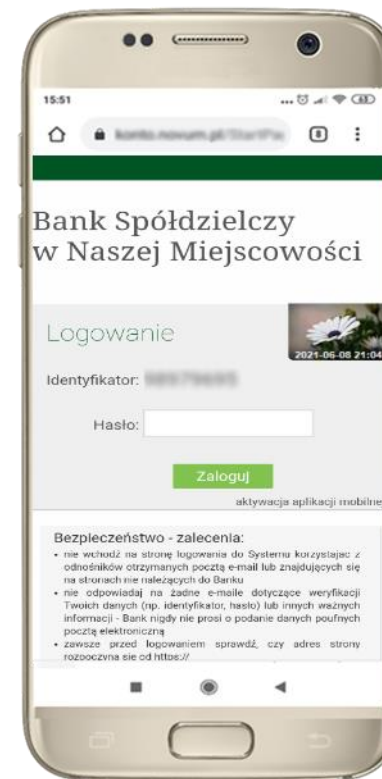 15:51
8
63
Bank Spółdzielczy
w Naszej Miejscowości
Logowanie
2021-06-08 21:04
Identyfikator:
Hasło:
Zaloguj
aktywacja aplikacji mobilne
Bezpieczeństwo - zalecenia:
• nie wchodź na stronę logowania do Systemu korzystając z
odnośników otrzymanych pocztą e-mail lub znajdujących się
na stronach nie należących do Banku
• nie odpowiadaj na żadne e-maile dotyczące weryfikacji
Twoich danych (np. identyfikator, hasło) lub innych ważnych
informacji - Bank nigdy nie prosi o podanie danych poufnych
pocztą elektroniczną
• zawsze przed logowaniem sprawdź, czy adres strony
rozpoczyna się od https://